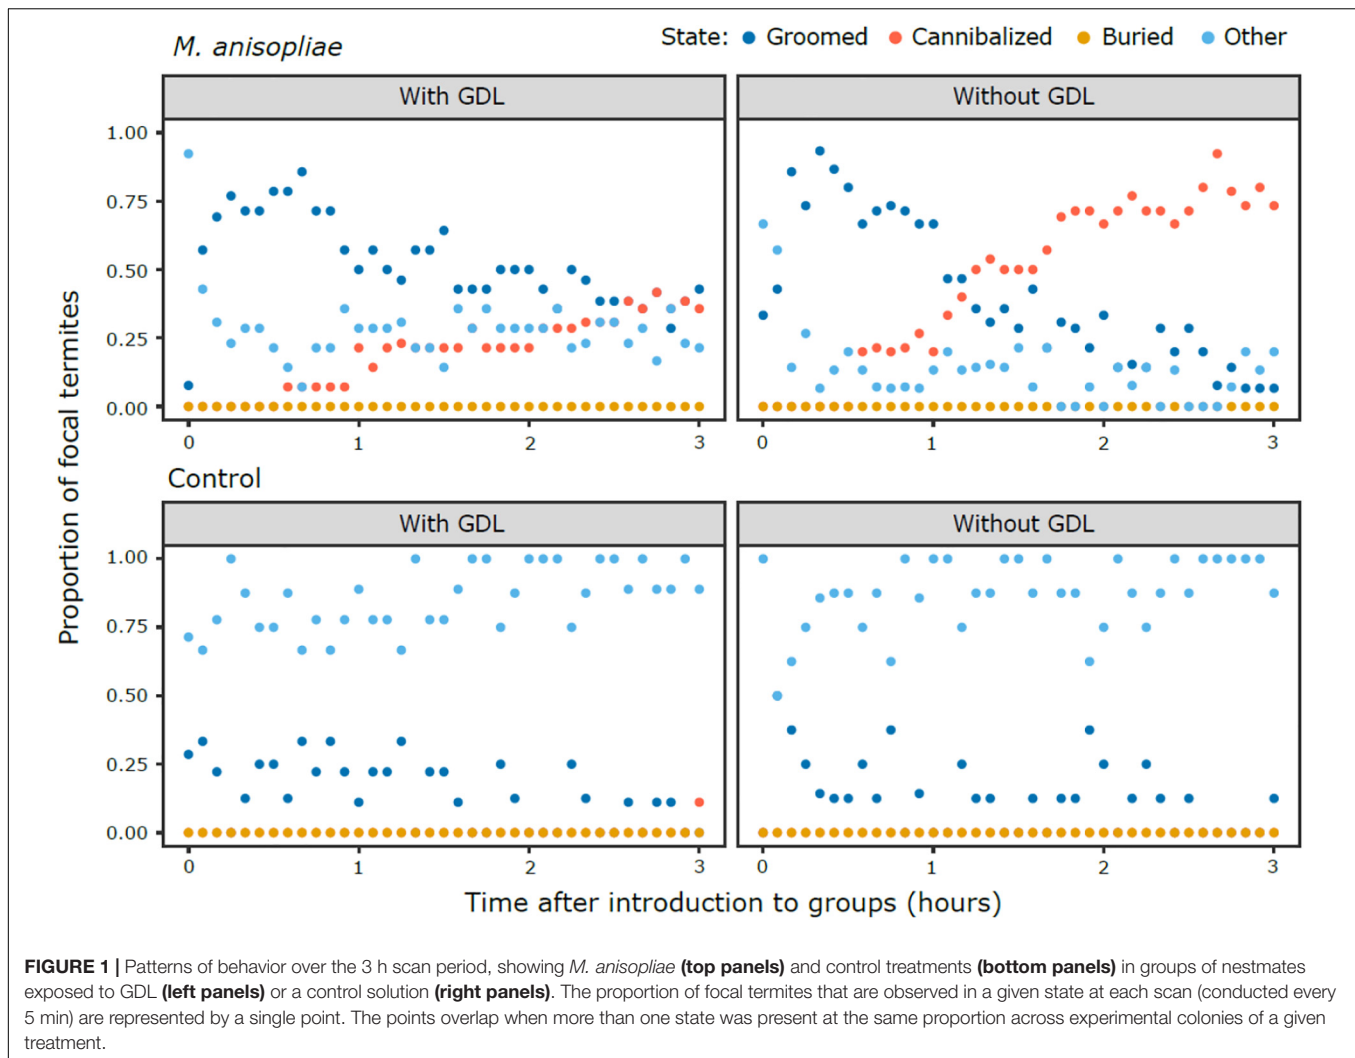 M. anisopliae
State: Groomed Cannibalized Buried Other
With GDL
Without GDL
1.00
0.75
0.50
0.25
0.00
0 1 2 3
0 1 2 3
Control
With GDL
Without GDL
1.00
0.75
0.50
0.25
0.00
0 1 2 3
0 1 2 3
Proportion of focal termites
Time after introduction to groups (hours)
FIGURE 1 | Patterns of behavior over the 3 h scan period, showing M. anisopliae (top panels) and control treatments (bottom panels) in groups of nestmates
exposed to GDL (left panels) or a control solution (right panels). The proportion of focal termites that are observed in a given state at each scan (conducted every
5 min) are represented by a single point. The points overlap when more than one state was present at the same proportion across experimental colonies of a given
treatment.